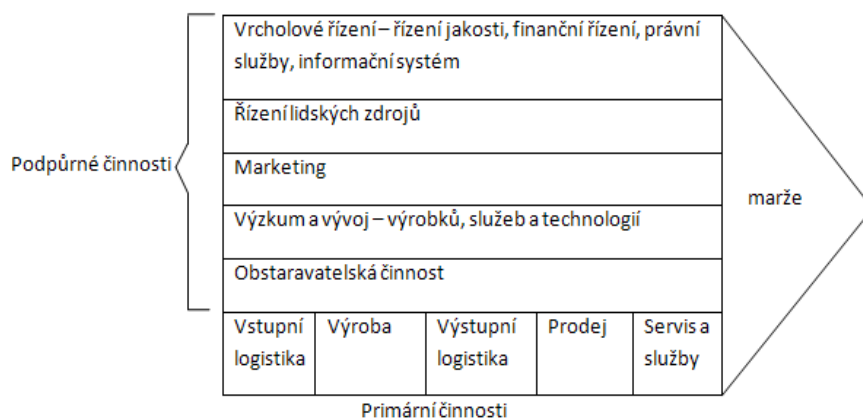 Vrcholové řízení – řízení jakosti, finanční řízení, právní
služby, informační systém
Řízení lidských zdrojů
Podpůrné činnosti
Marketing
marže
Výzkum a vývoj – výrobků, služeb a technologií
Obstaravatelská činnost
Vstupní
logistika
Výroba
Výstupní
logistika
Prodej
Servis a
služby
Primární činnosti